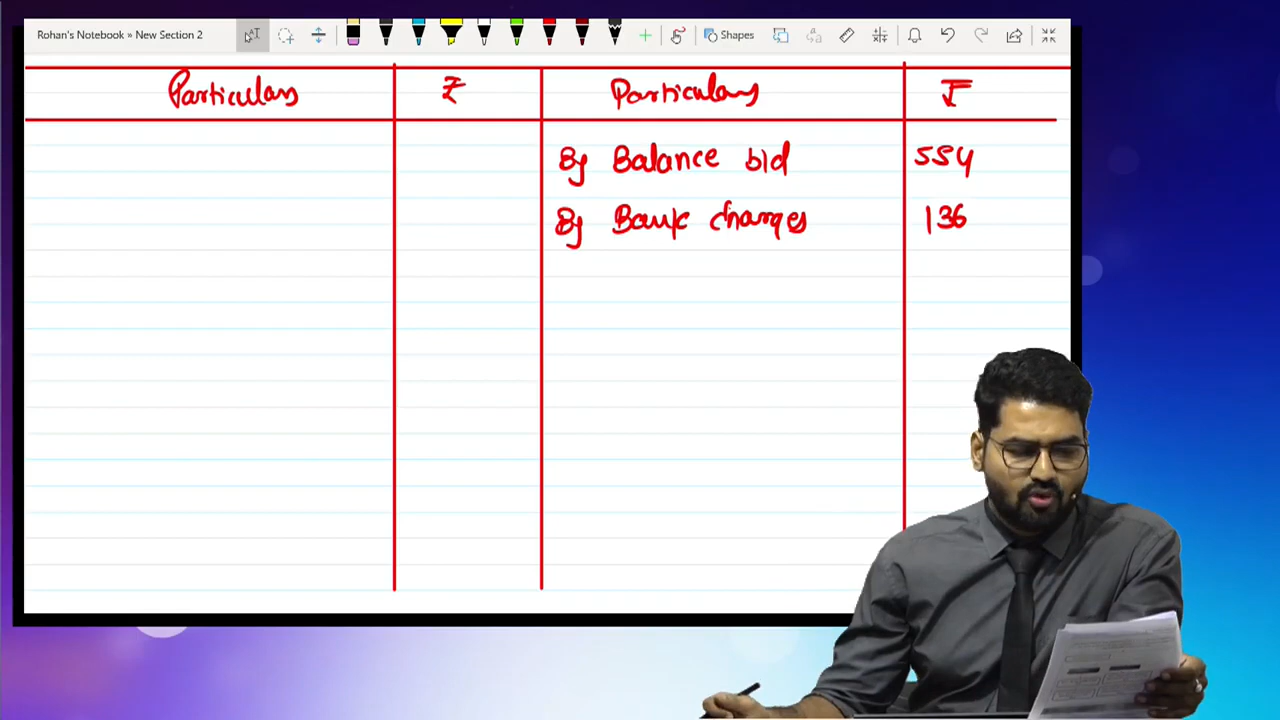 Rohan's Notebook » New Section 2
Shapes
Particulars ₹ Particulars ₹
By Balance b/d 554
By Bank charges 136